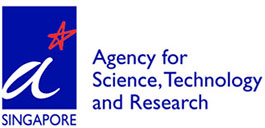 a
Agency for
Science, Technology
and Research
SINGAPORE